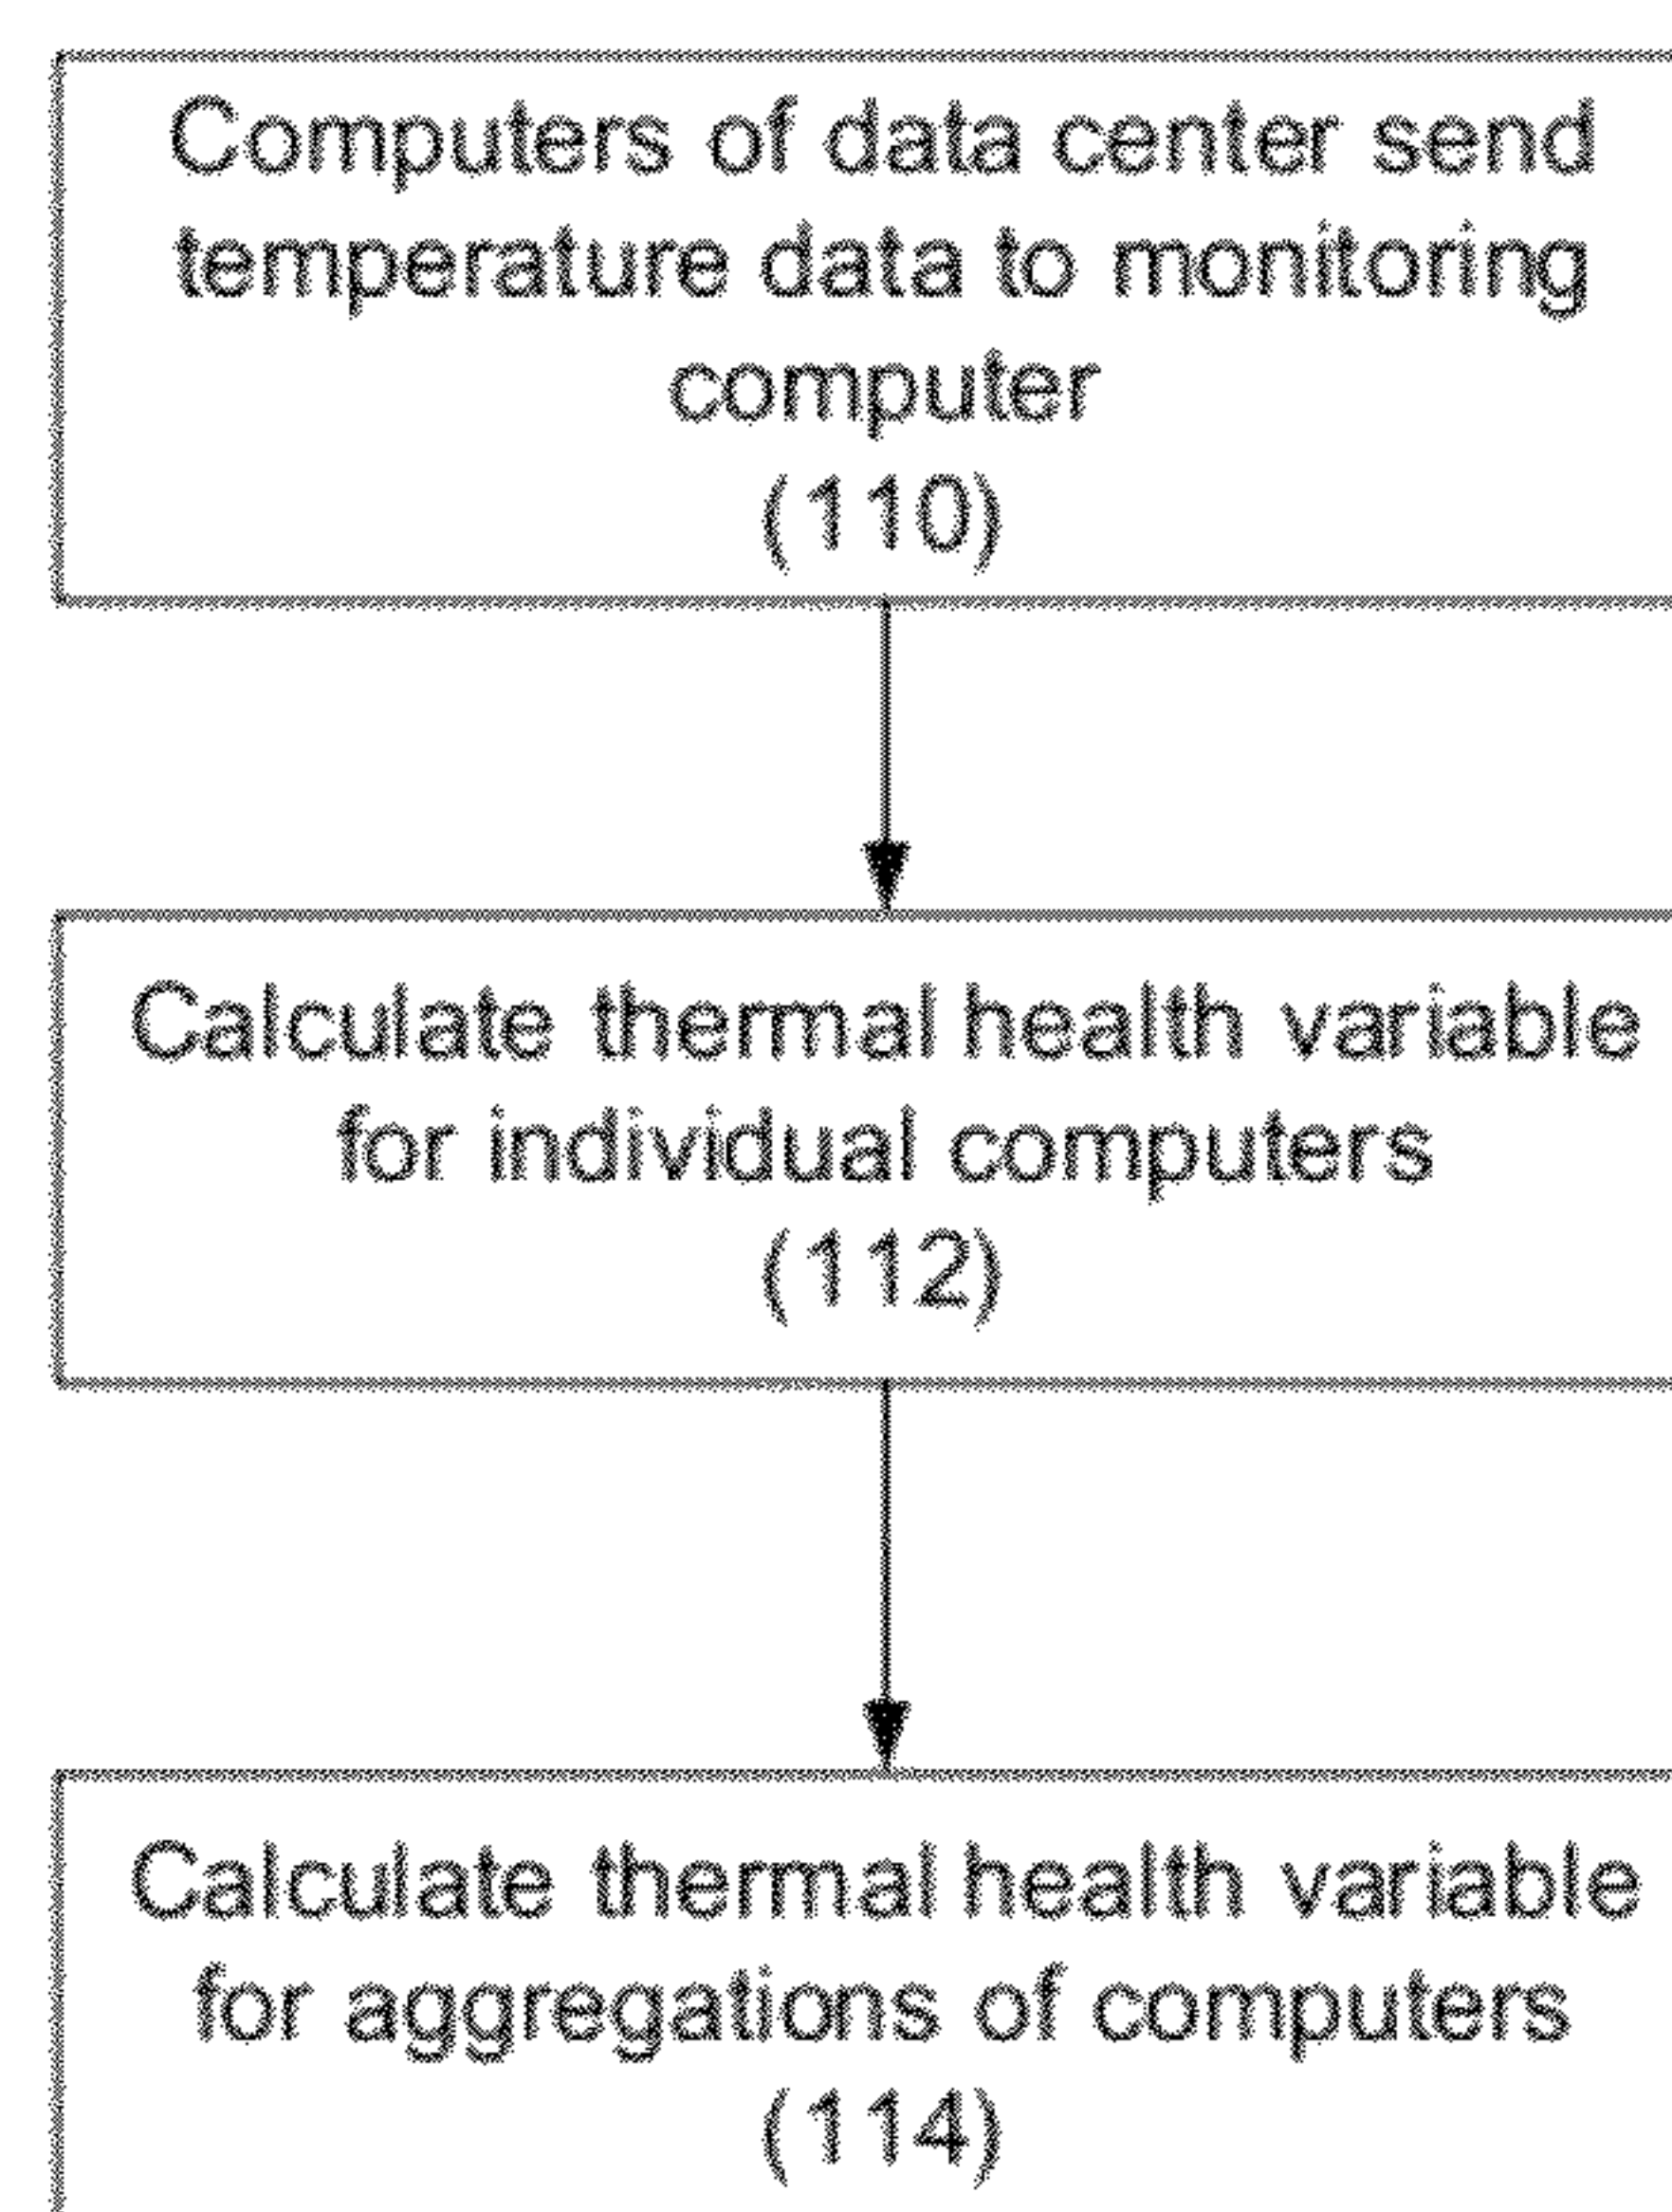 Computers of data center send
temperature data to monitoring
computer
(110)
Calculate thermal health variable
for individual computers
(112)
Calculate thermal health variable
for aggregations of computers
(114)